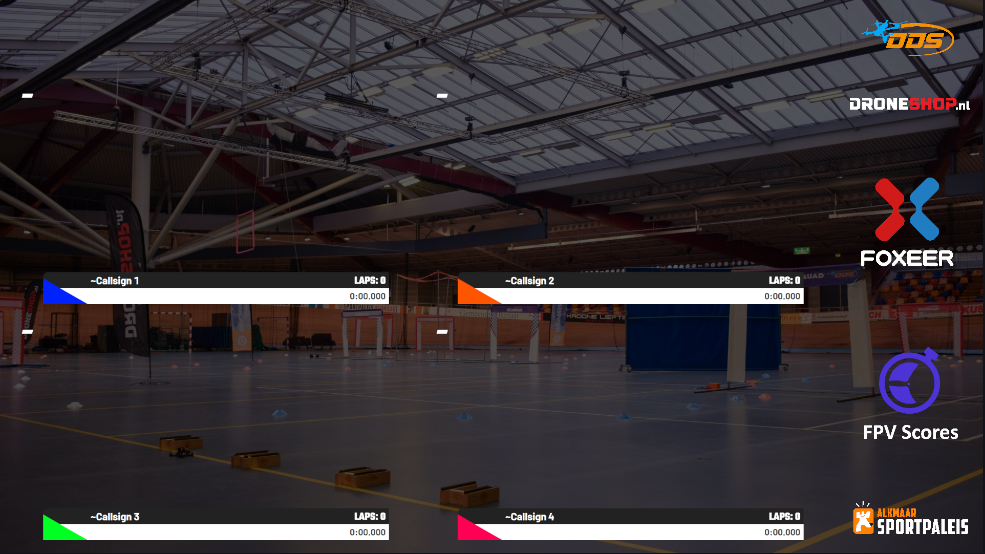 DDS
DRONESHOP.nl
-
-
FOXEER
~Callsign 1 LAPS: 0
0:00.000
~Callsign 2 LAPS: 0
0:00.000
-
-
FPV Scores
~Callsign 3 LAPS: 0
0:00.000
~Callsign 4 LAPS: 0
0:00.000
ALKMAAR
SPORTPALEIS